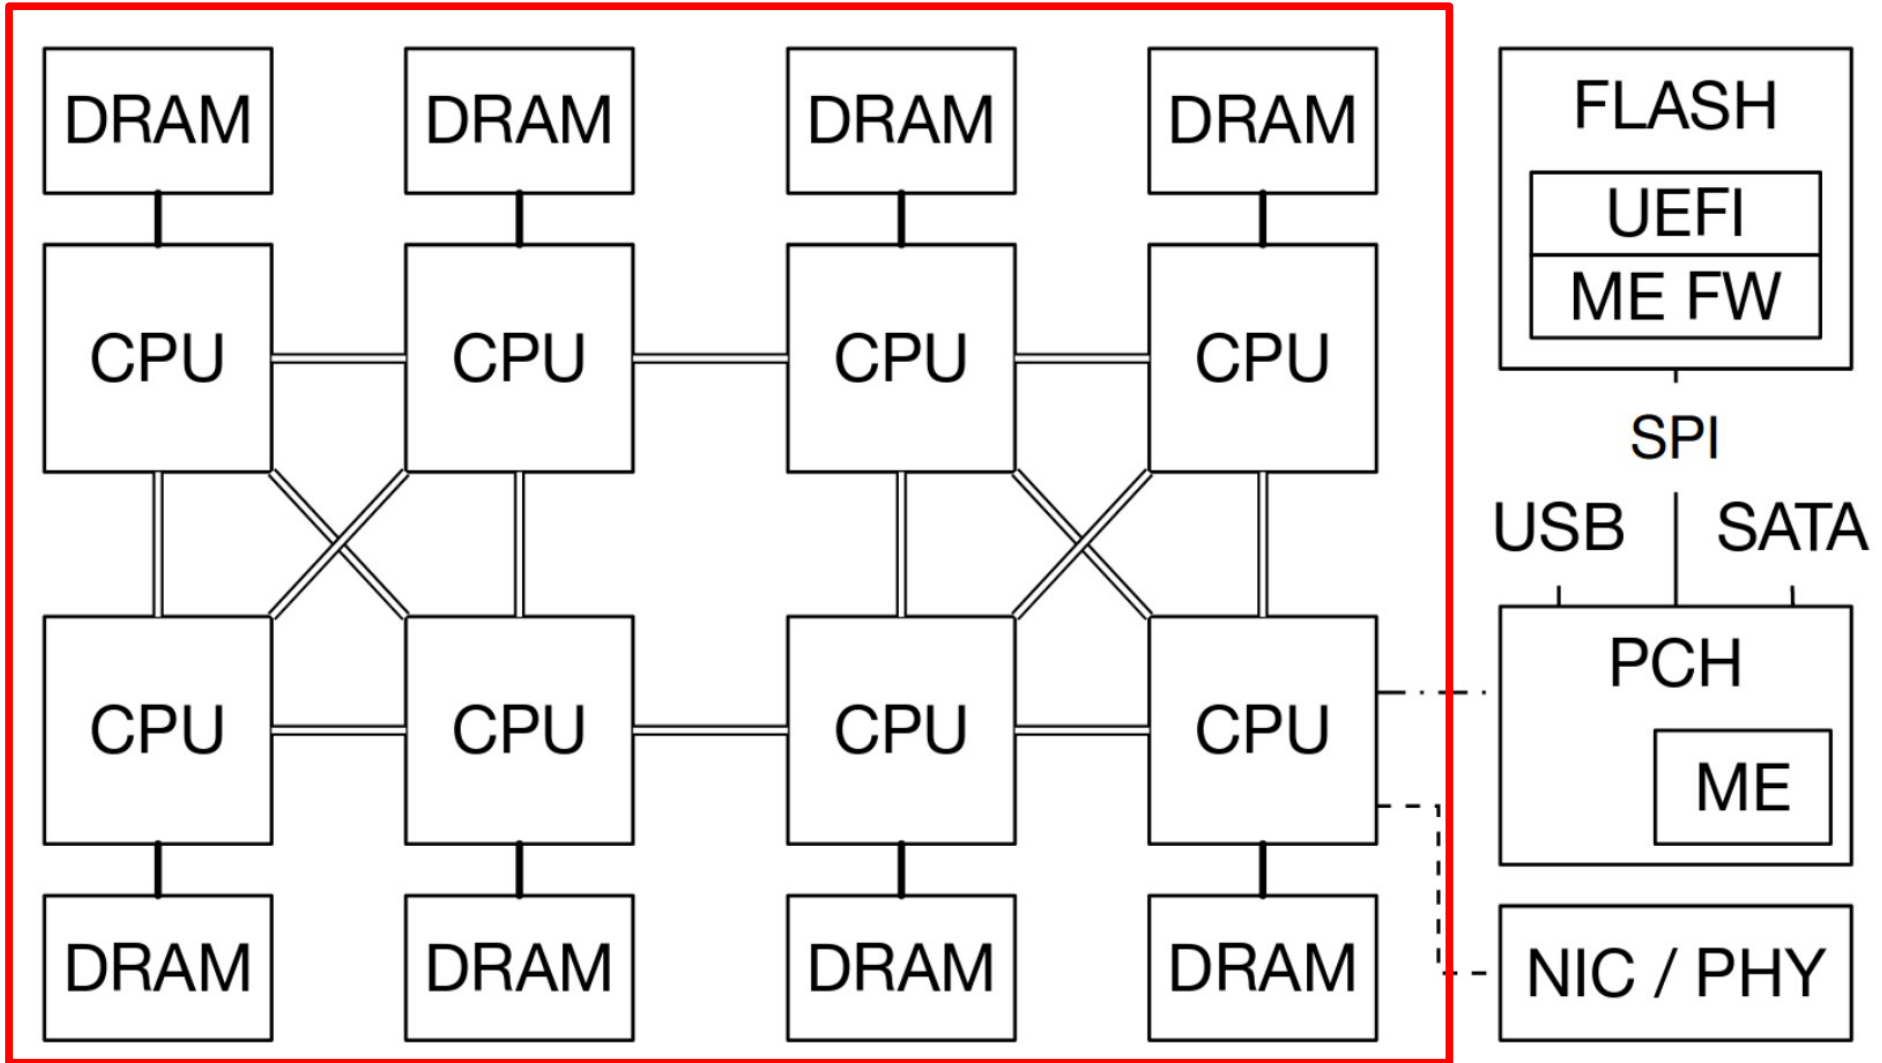 DRAM DRAM DRAM DRAM
CPU CPU CPU CPU
CPU CPU CPU CPU
DRAM DRAM DRAM DRAM
FLASH
UEFI
ME FW
SPI
USB SATA
PCH
ME
NIC / PHY